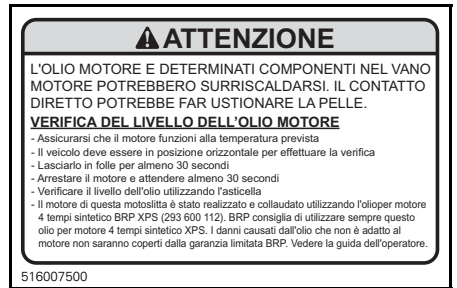 ATTENZIONE
L'OLIO MOTORE E DETERMINATI COMPONENTI NEL VANO
MOTORE POTREBBERO SURRISCALDARSI. IL CONTATTO
DIRETTO POTREBBE FAR USTIONARE LA PELLE.
VERIFICA DEL LIVELLO DELL'OLIO MOTORE
- Assicurarsi che il motore funzioni alla temperatura prevista
- Il veicolo deve essere in posizione orizzontale per effettuare la verifica
- Lasciarlo in folle per almeno 30 secondi
- Arrestare il motore e attendere almeno 30 secondi
- Verificare il livello dell'olio utilizzando l'asticella
- Il motore di questa motoslitta è stato realizzato e collaudato utilizzando l'olioper motore
4 tempi sintetico BRP XPS (293 600 112). BRP consiglia di utilizzare sempre questo
olio per motore 4 tempi sintetico XPS. I danni causati dall'olio che non è adatto al
motore non saranno coperti dalla garanzia limitata BRP. Vedere la guida dell'operatore.
516007500